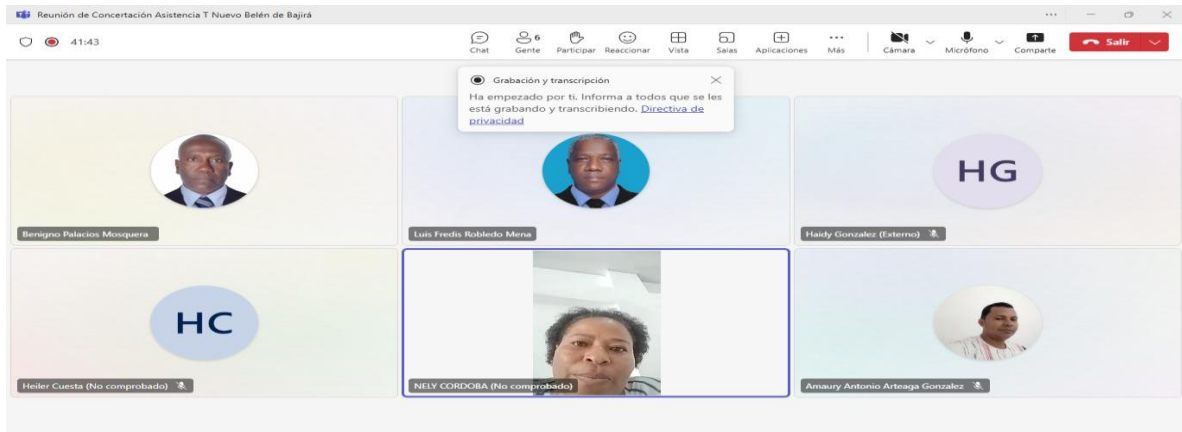 Reunión de Concertación Asistencia T Nuevo Belén de Bajirá
41:43
Chat
6
Gente
Participar
Reaccionar
Vista
Salas
Aplicaciones
Más
Cámara
Micrófono
Comparte
Salir
Grabación y transcripción
Ha empezado por ti. Informa a todos que se les
está grabando y transcribiendo. Directiva de
privacidad
HG
Benigno Palacios Mosquera
Luis Fredis Robledo Mena
Haidy Gonzalez (Externo)
HC
Heiler Cuesta (No comprobado)
NELY CORDOBA (No comprobado)
Amaury Antonio Arteaga Gonzalez